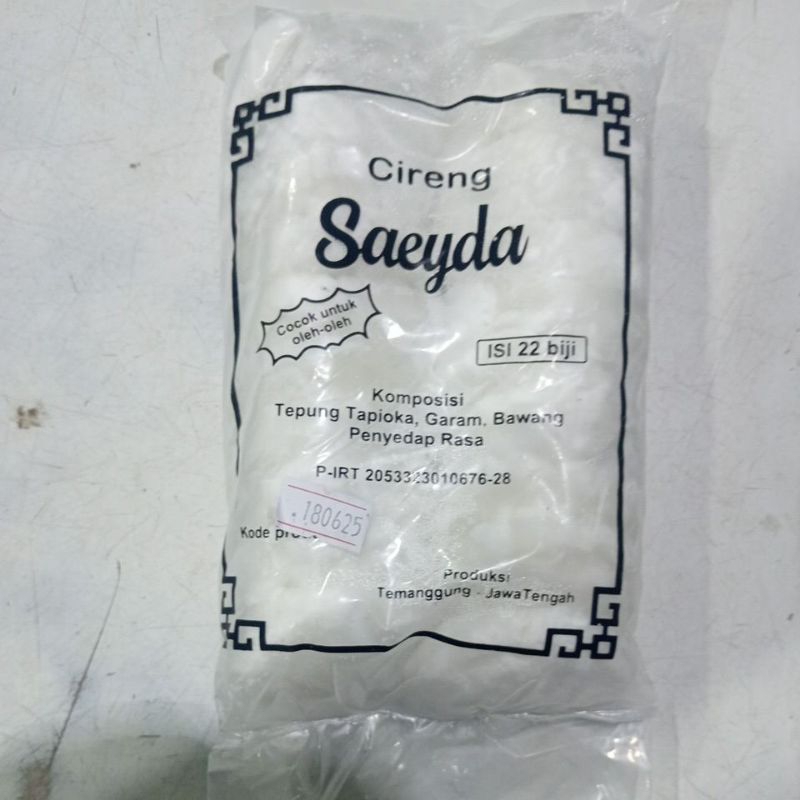 Cireng
Saeyda
Cocok untuk
oleh-oleh
ISI 22 biji
Komposisi
Tepung Tapioka, Garam, Bawang
Penyedap Rasa
P-IRT 2053323010676-28
.180625
Kode
Produksi
Temanggung - JawaTengah